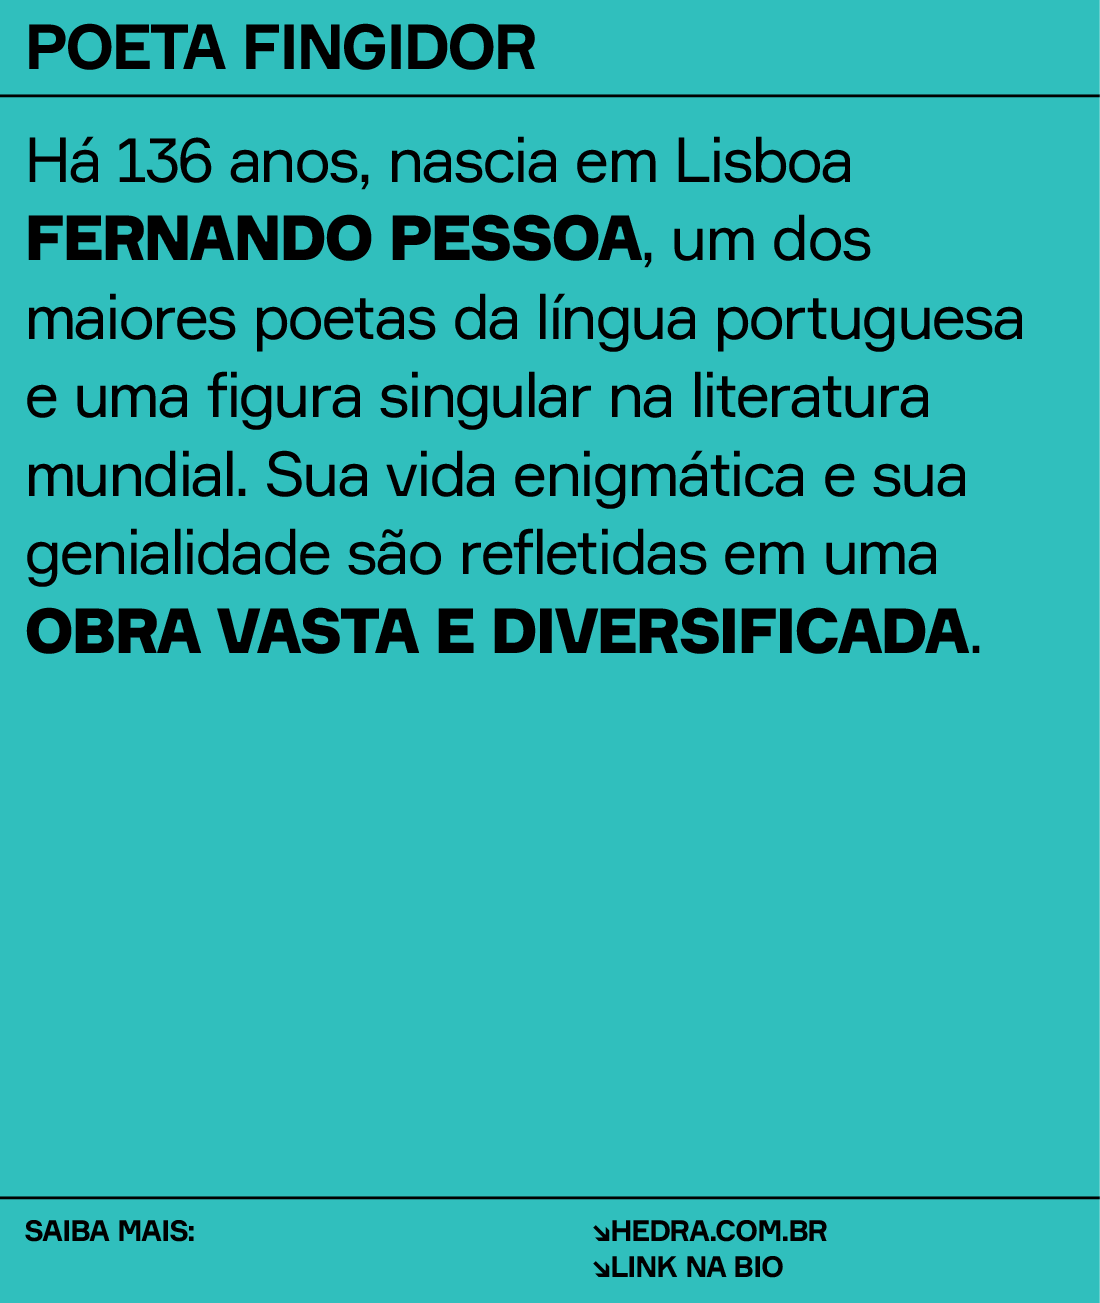 POETA FINGIDOR
Há 136 anos, nascia em Lisboa
FERNANDO PESSOA, um dos
maiores poetas da língua portuguesa
e uma figura singular na literatura
mundial. Sua vida enigmática e sua
genialidade são refletidas em uma
OBRA VASTA E DIVERSIFICADA.
SAIBA MAIS:
↘HEDRA.COM.BR
↘LINK NA BIO